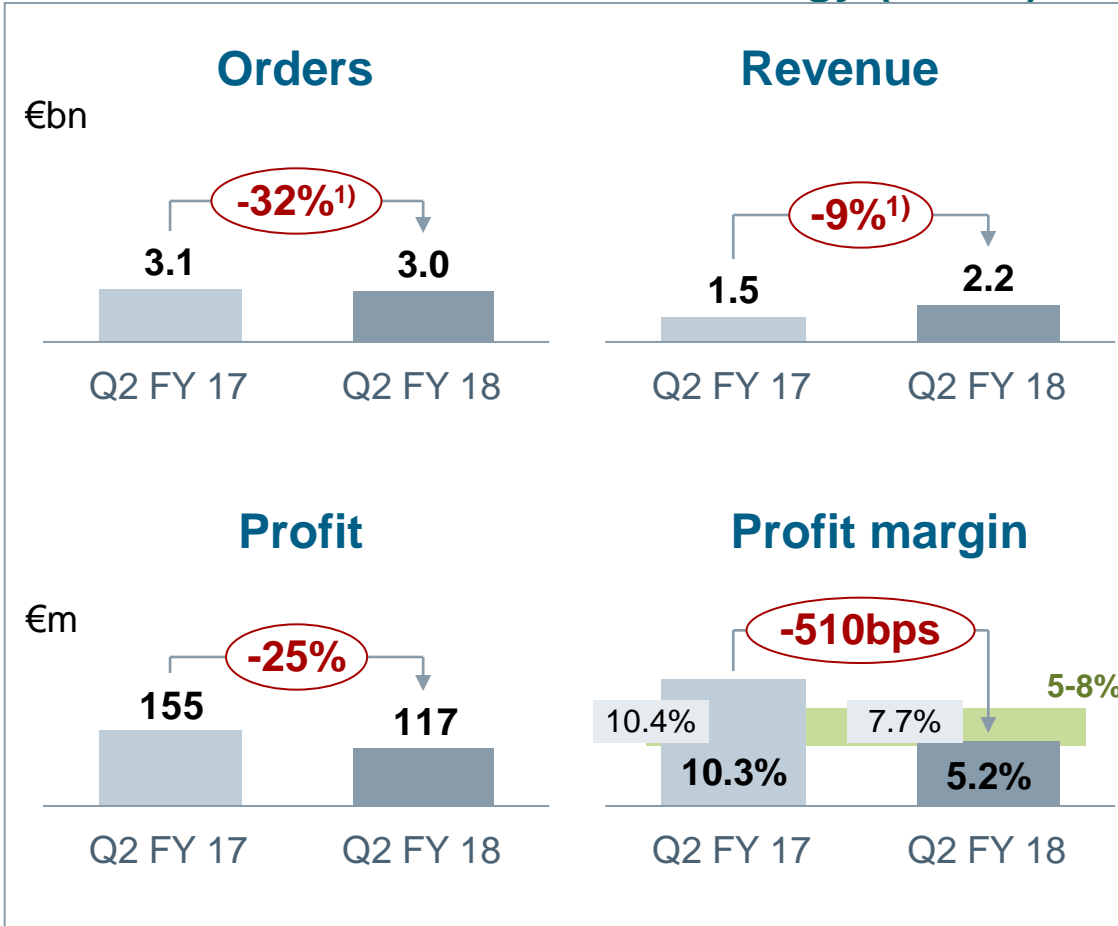 Orders
Revenue
€bn
-32%1)
-9%1)
3.1
3.0
1.5
2.2
Q2 FY 17
Q2 FY 18
Q2 FY 17
Q2 FY 18
Profit
Profit margin
€m
-25%
-510bps
155
117
5-8%
10.4%
7.7%
10.3%
5.2%
Q2 FY 17
Q2 FY 18
Q2 FY 17
Q2 FY 18